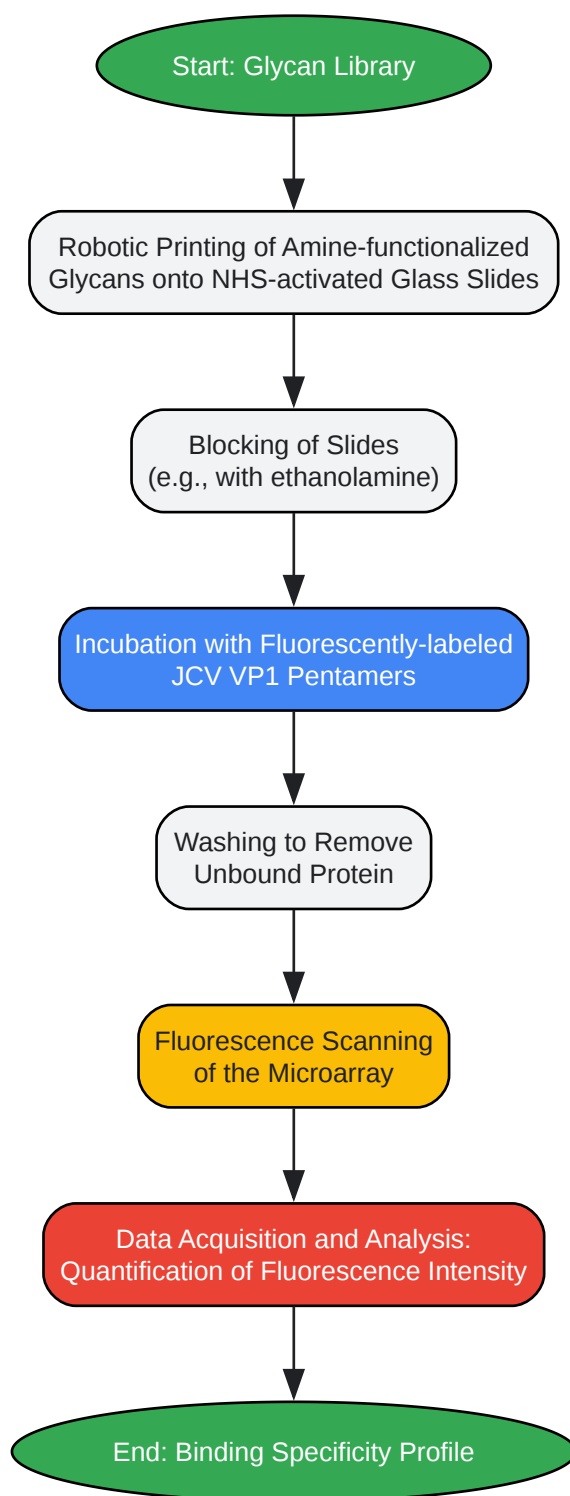 Start: Glycan Library
Robotic Printing of Amine-functionalized
Glycans onto NHS-activated Glass Slides
Blocking of Slides
(e.g., with ethanolamine)
Incubation with Fluorescently-labeled
JCV VP1 Pentamers
Washing to Remove
Unbound Protein
Fluorescence Scanning
of the Microarray
Data Acquisition and Analysis:
Quantification of Fluorescence Intensity
End: Binding Specificity Profile